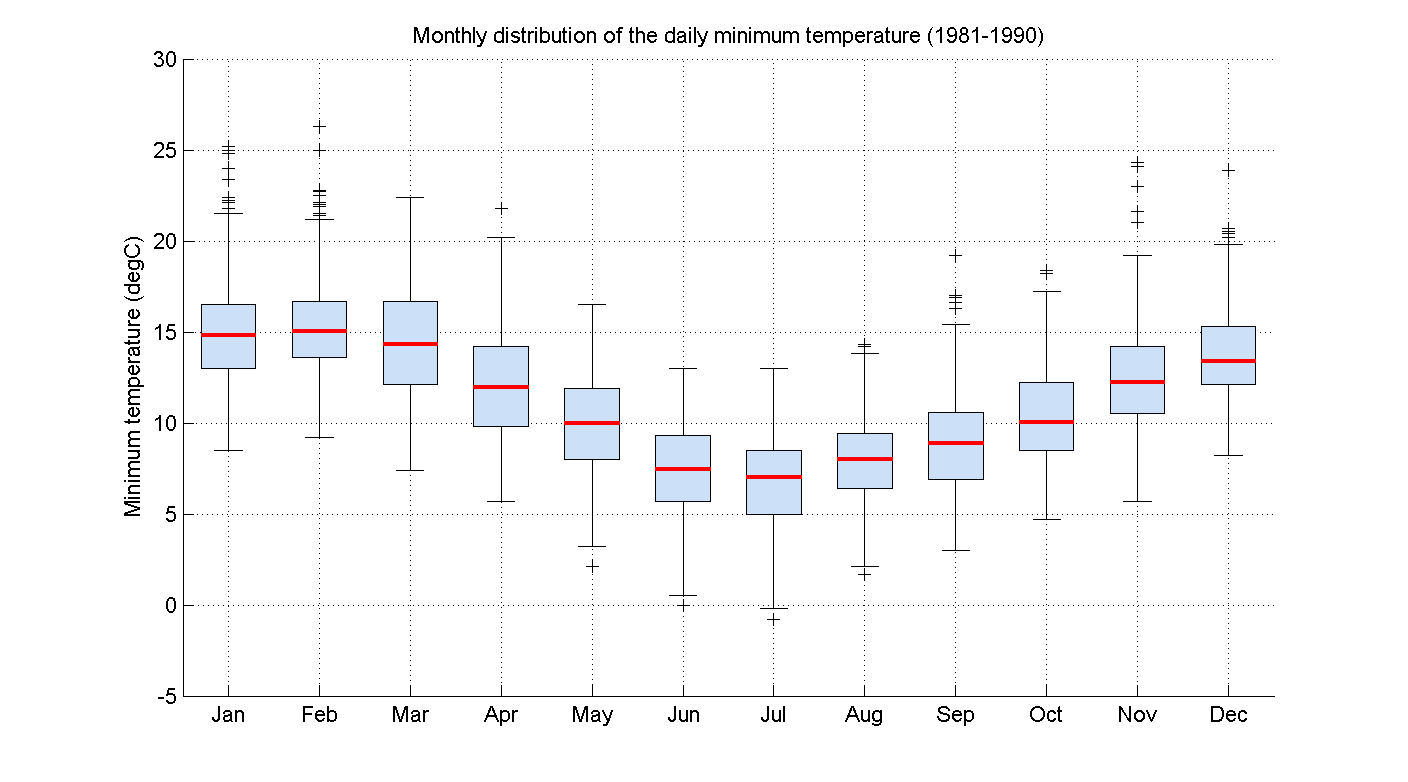 Monthly distribution of the daily minimum temperature (1981-1990)
Minimum temperature (degC)
30
25
20
15
10
5
0
-5
Jan Feb Mar Apr May Jun Jul Aug Sep Oct Nov Dec